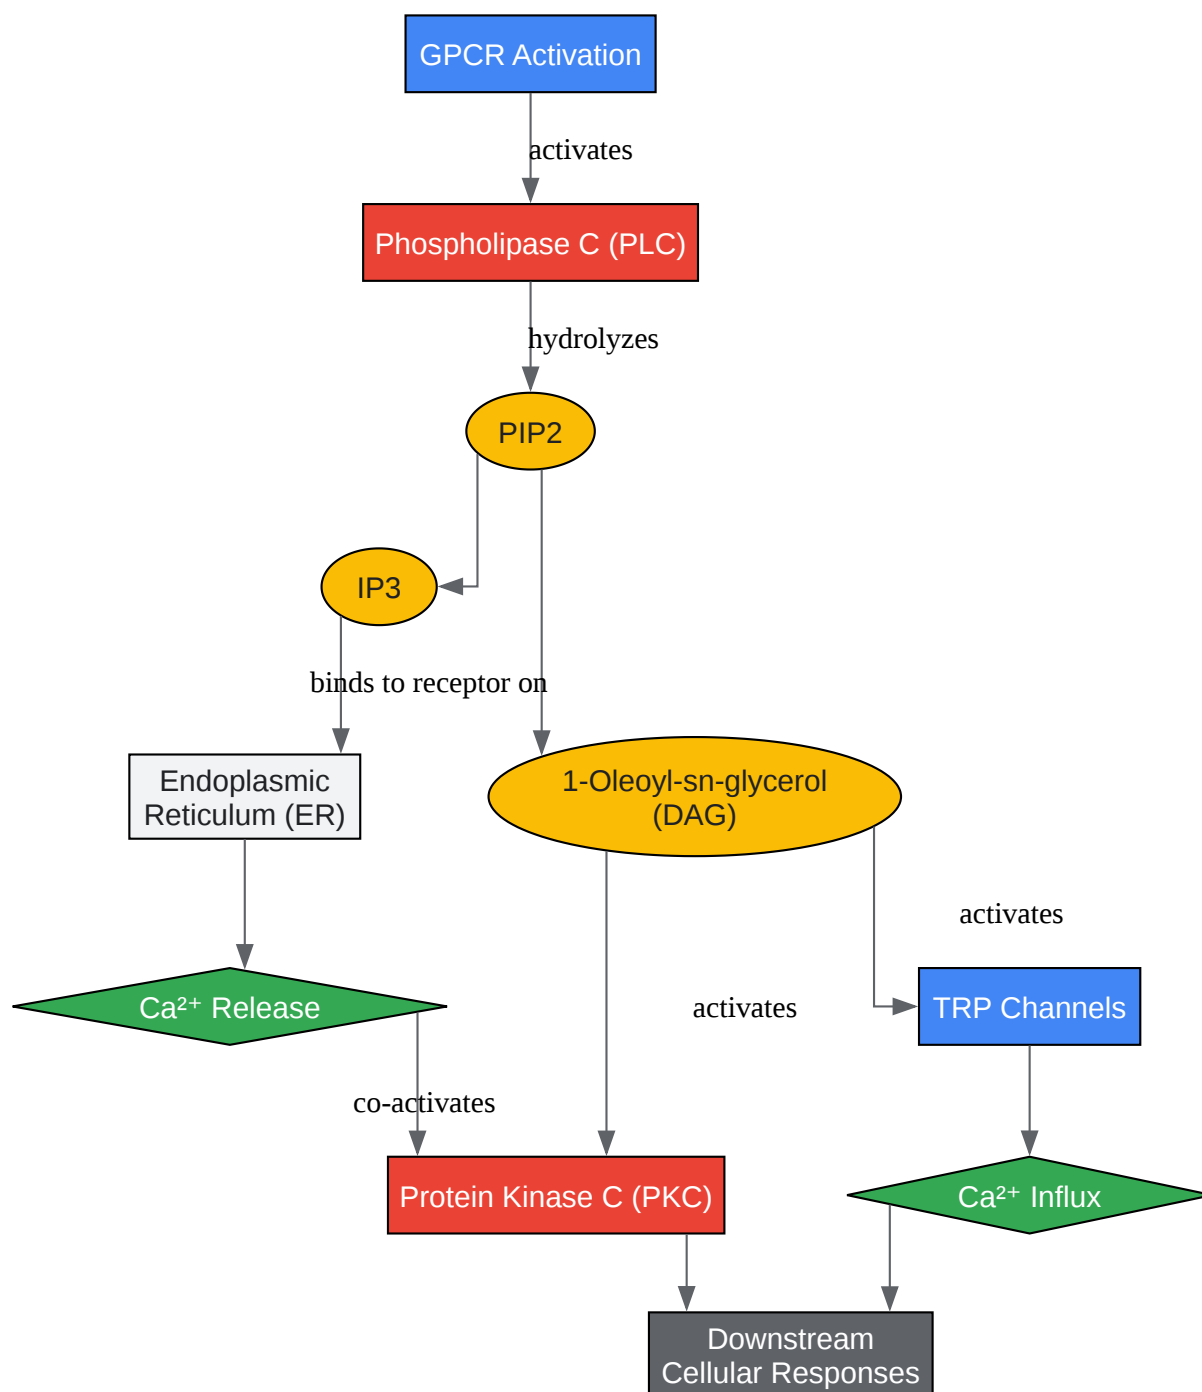 GPCR Activation
activates
Phospholipase C (PLC)
hydrolyzes
PIP2
IP3
binds to receptor on
Endoplasmic
Reticulum (ER)
1-Oleoyl-sn-glycerol
(DAG)
activates
Ca²⁺ Release
activates
TRP Channels
co-activates
Protein Kinase C (PKC)
Ca²⁺ Influx
Downstream
Cellular Responses